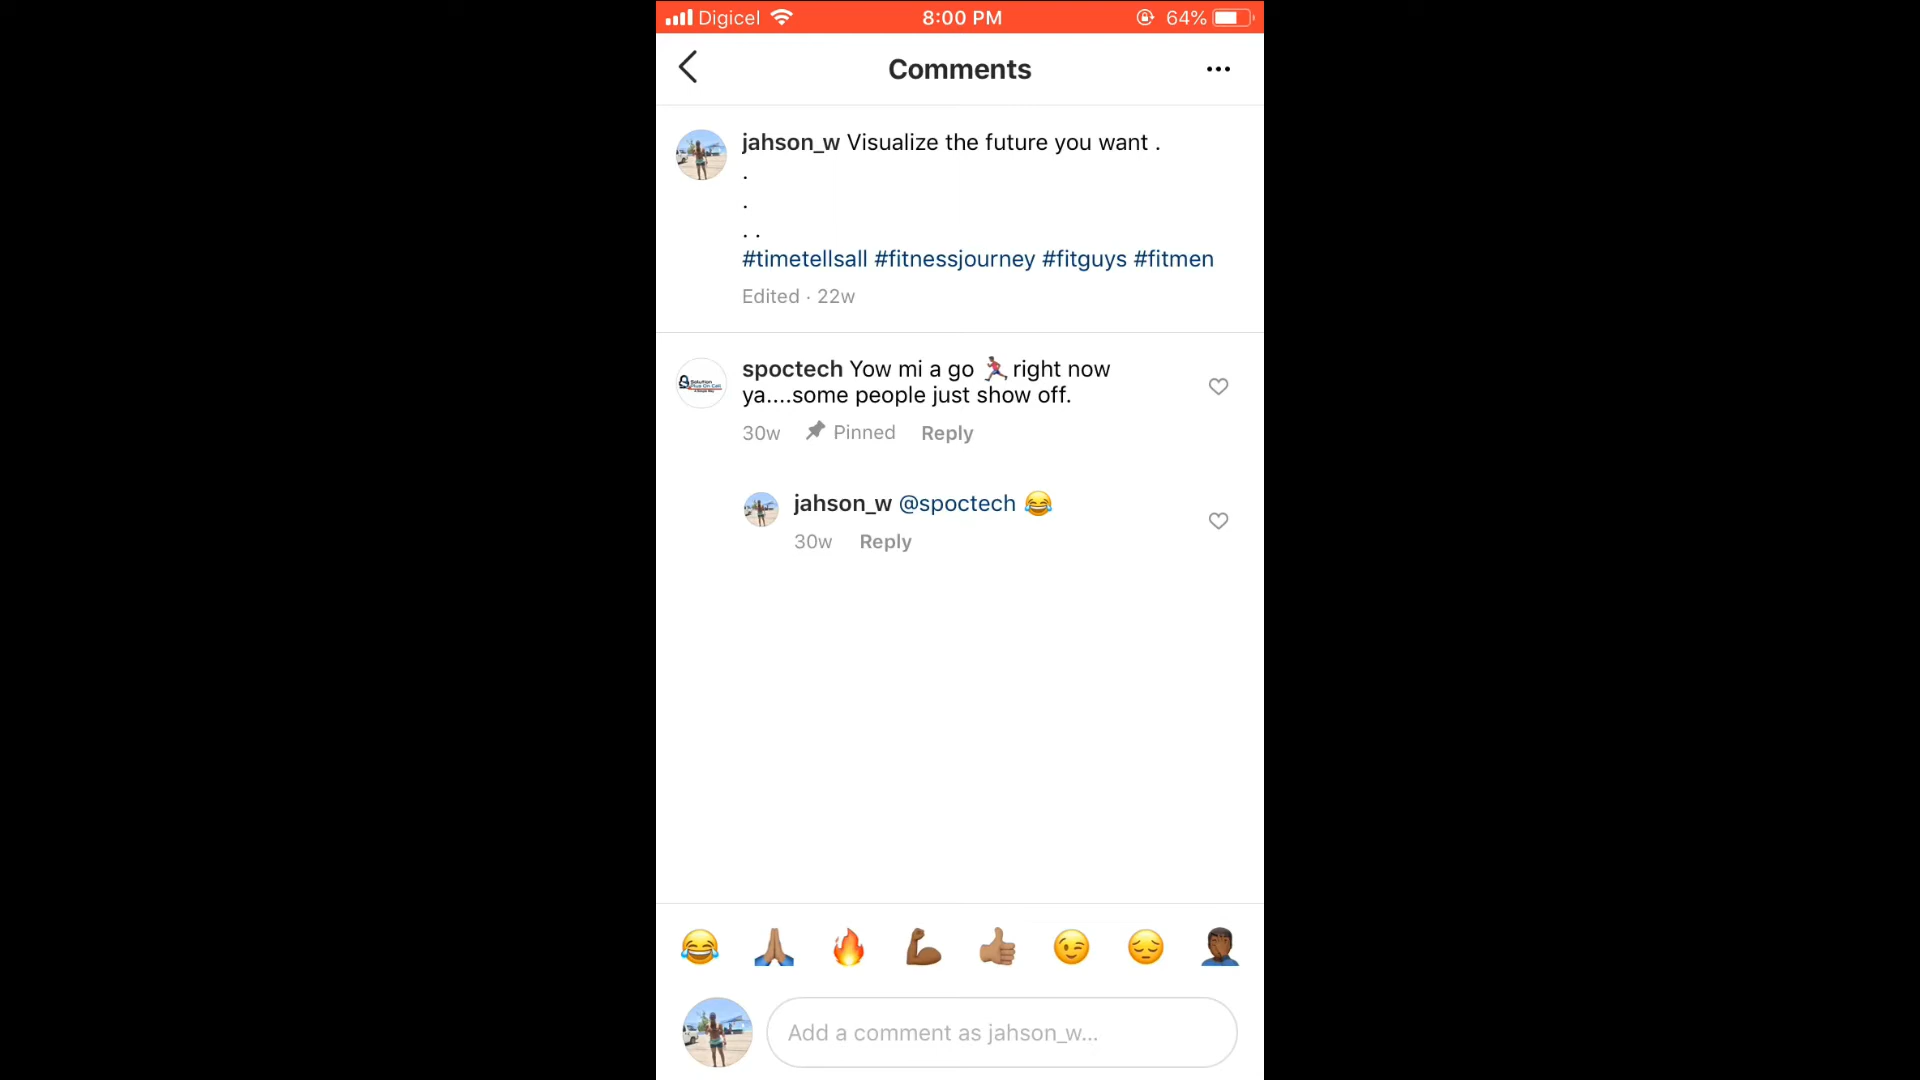 Digicel 8:00 PM 64%
Comments
jahson_w Visualize the future you want .
.
.
. .
#timetellsall #fitnessjourney #fitguys #fitmen
Edited · 22w
spoctech Yow mi a go 🏃🏾 right now
ya....some people just show off.
30w Pinned Reply
jahson_w @spoctech 😂
30w Reply
😂 🙏🏽 🔥 💪🏾 👍🏽 😉 😔 🤦🏾‍♂️
Add a comment as jahson_w...